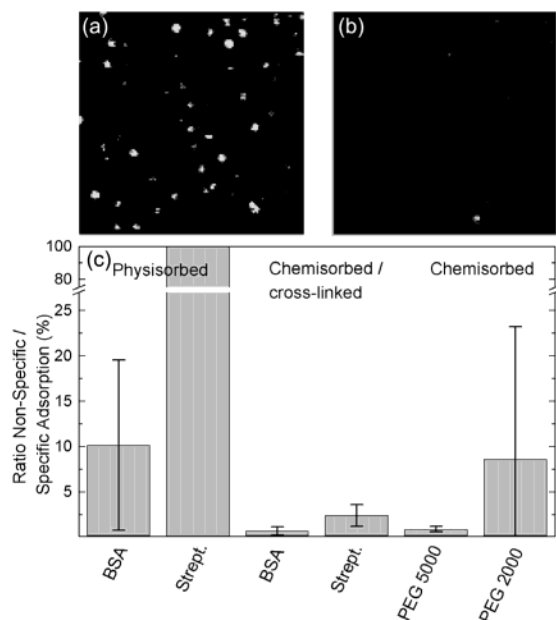 (a)
(b)
(c)
Physisorbed
Chemisorbed /
cross-linked
Chemisorbed
Ratio Non-Specific /
Specific Adsorption (%)
100
80
25
20
15
10
5
BSA
Strept.
BSA
Strept.
PEG 5000
PEG 2000